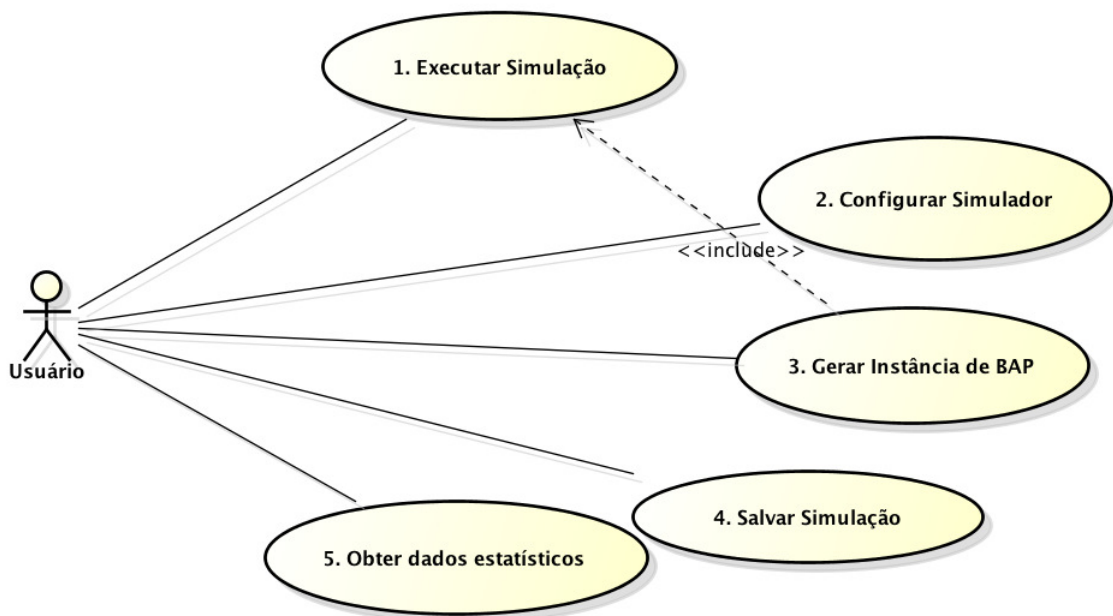 1. Executar Simulação
2. Configurar Simulador
<<include>>
Usuário
3. Gerar Instância de BAP
4. Salvar Simulação
5. Obter dados estatísticos